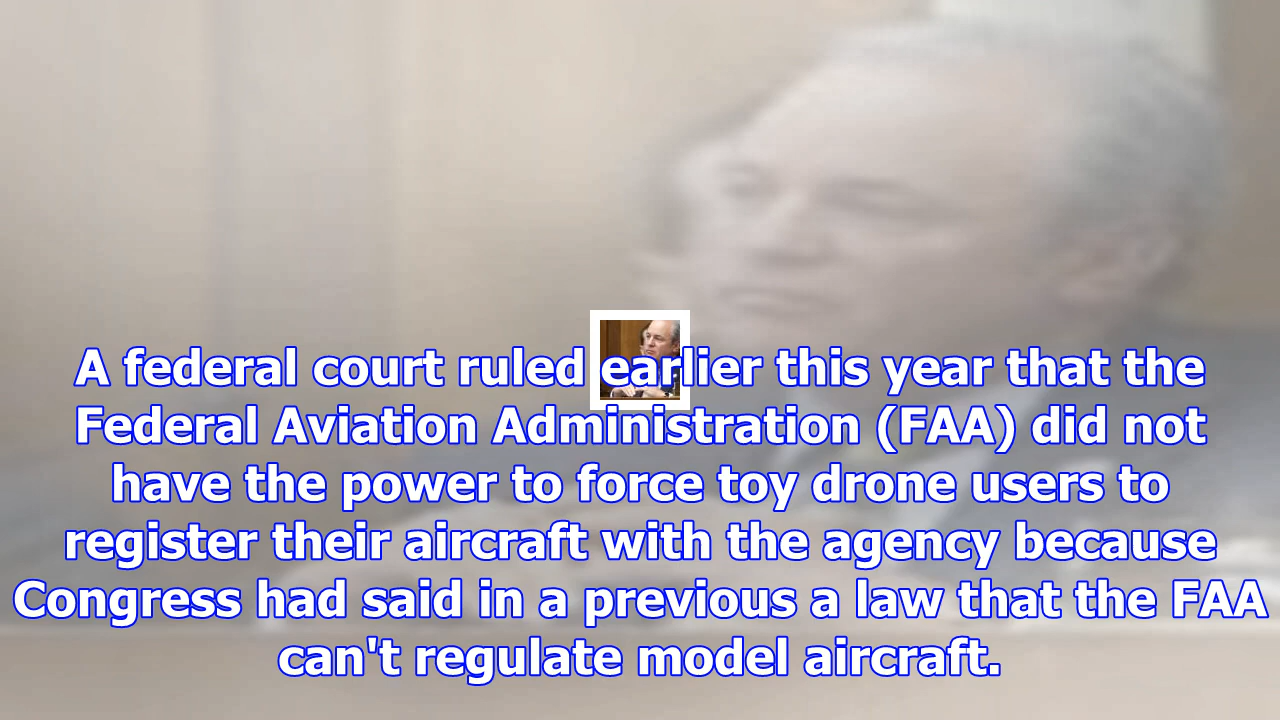 A federal court ruled earlier this year that the
Federal Aviation Administration (FAA) did not
have the power to force toy drone users to
register their aircraft with the agency because
Congress had said in a previous a law that the FAA
can't regulate model aircraft.